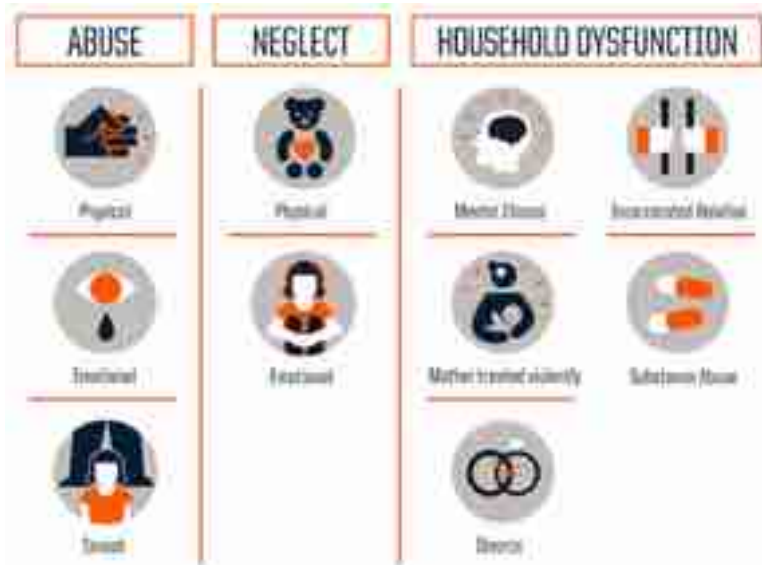 ABUSE
NEGLECT
HOUSEHOLD DYSFUNCTION
Physical
Physical
Mental Illness
Incarcerated Relative
Emotional
Emotional
Mother treated violently
Substance Abuse
Sexual
Divorce